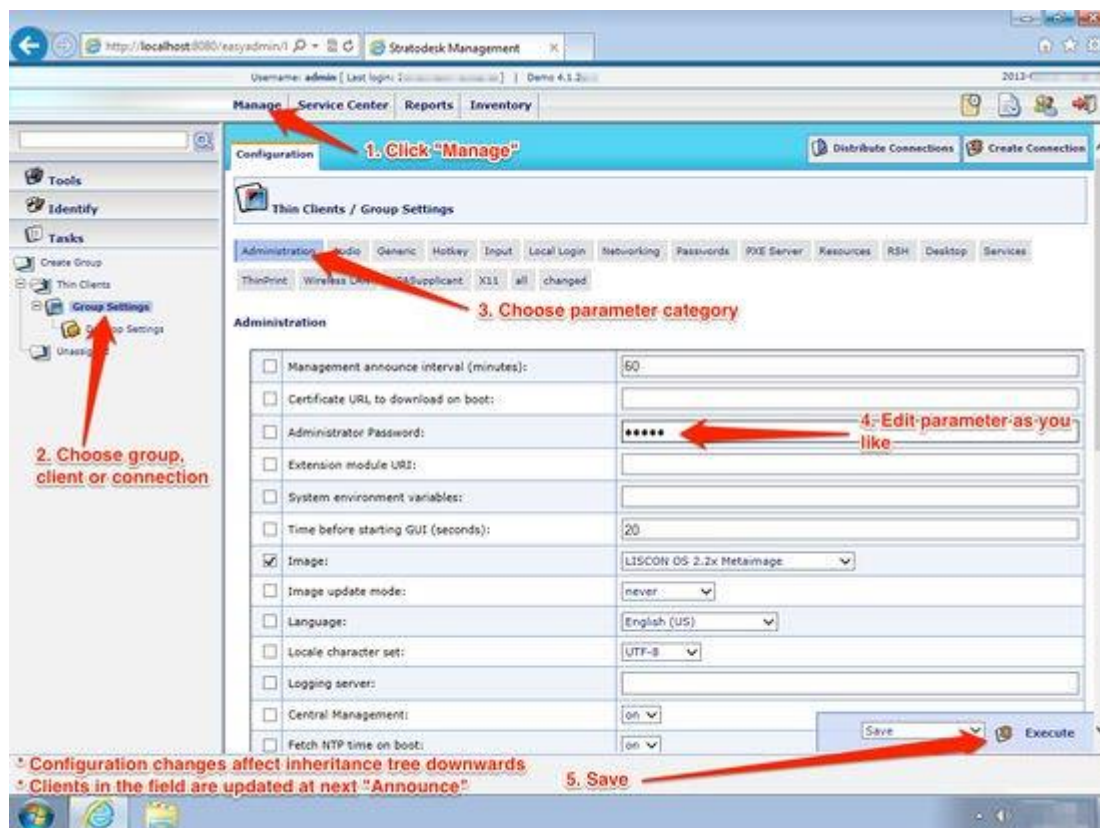 http://localhost:8080/easyadmin/l
Stratodesk Management
Username: admin [ Last login: ] | Demo 4.1.2
2013-
Manage Service Center Reports Inventory
1. Click "Manage"
Configuration
Distribute Connections Create Connection
Tools
Identify
Tasks
Create Group
Thin Clients
Group Settings
Desktop Settings
Unassigned
Thin Clients / Group Settings
Administration Audio Generic Hotkey Input Local Login Networking Passwords PXE Server Resources RSH Desktop Services
ThinPrint Wireless LAN WPASupplicant X11 all changed
3. Choose parameter category
Administration
Management announce interval (minutes): 60
Certificate URL to download on boot:
Administrator Password: •••••
4. Edit parameter as you
like
2. Choose group,
client or connection
Extension module URI:
System environment variables:
Time before starting GUI (seconds): 20
Image: LISCON OS 2.2x Metaimage
Image update mode: never
Language: English (US)
Locale character set: UTF-8
Logging server:
Central Management: on
Fetch NTP time on boot: on
Save Execute
* Configuration changes affect inheritance tree downwards
* Clients in the field are updated at next "Announce"
5. Save